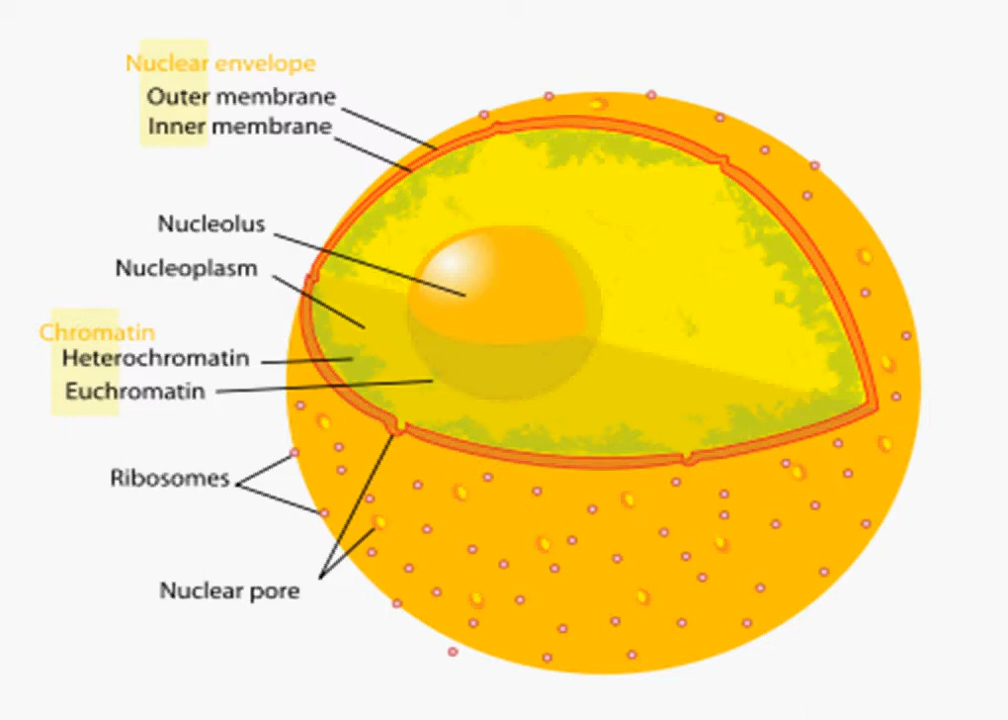 Nuclear envelope
Outer membrane
Inner membrane
Nucleolus
Nucleoplasm
Chromatin
Heterochromatin
Euchromatin
Ribosomes
Nuclear pore